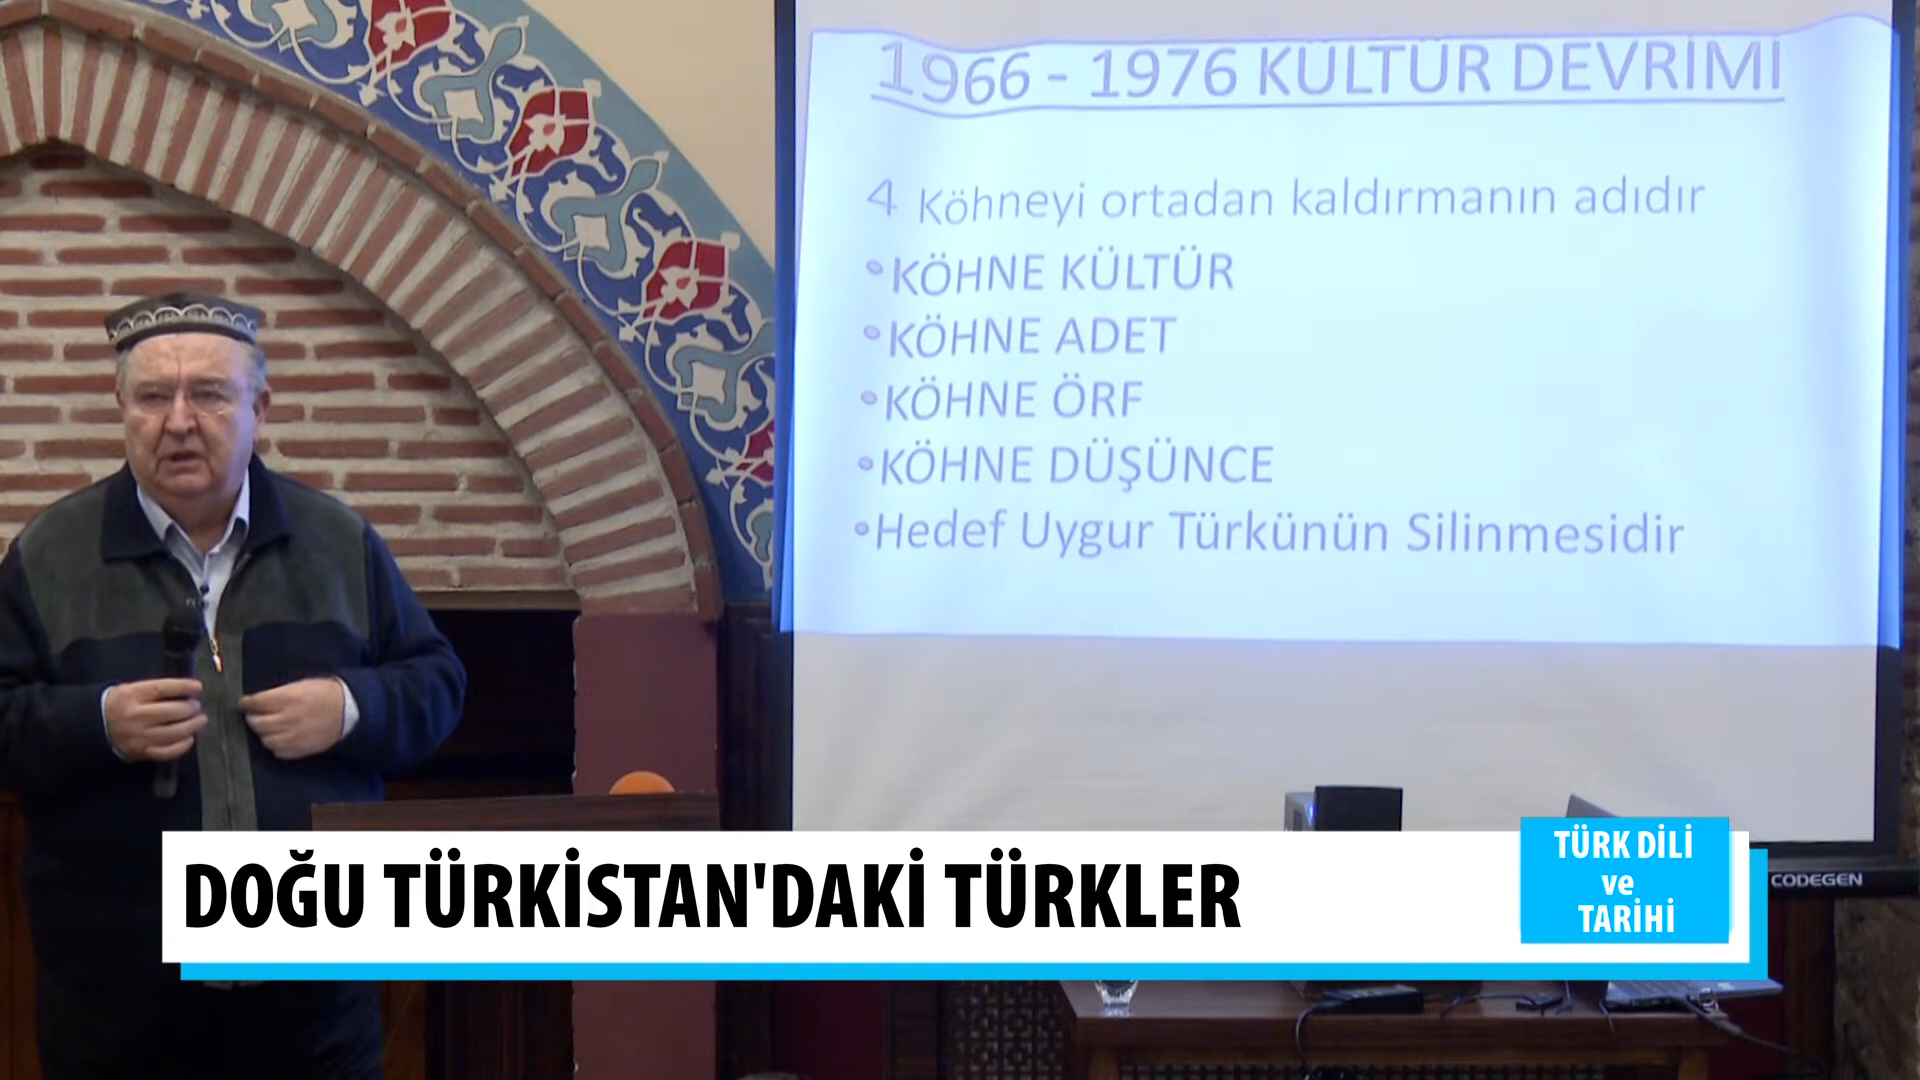 1966 - 1976 KÜLTÜR DEVRİMİ
4 Köhneyi ortadan kaldırmanın adıdır
•KÖHNE KÜLTÜR
•KÖHNE ADET
•KÖHNE ÖRF
•KÖHNE DÜŞÜNCE
•Hedef Uygur Türkünün Silinmesidir
DOĞU TÜRKİSTAN'DAKİ TÜRKLER
TÜRK DİLİ
ve
TARİHİ
CODEGEN